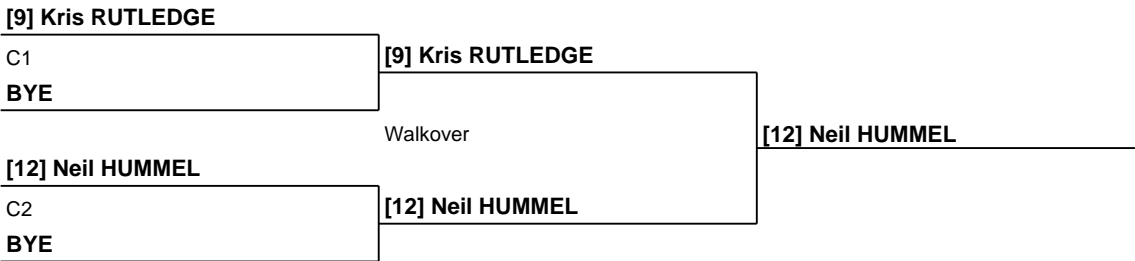 [9] Kris RUTLEDGE
C1
[9] Kris RUTLEDGE
BYE
Walkover
[12] Neil HUMMEL
[12] Neil HUMMEL
C2
[12] Neil HUMMEL
BYE